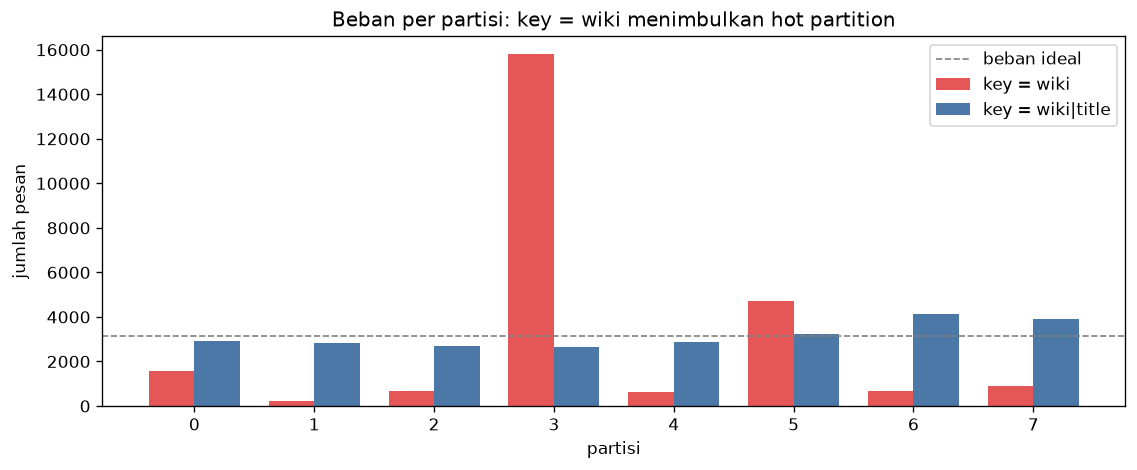 Beban per partisi: key = wiki menimbulkan hot partition
jumlah pesan
16000
14000
12000
10000
8000
6000
4000
2000
0
beban ideal
key = wiki
key = wiki|title
0 1 2 3 4 5 6 7
partisi